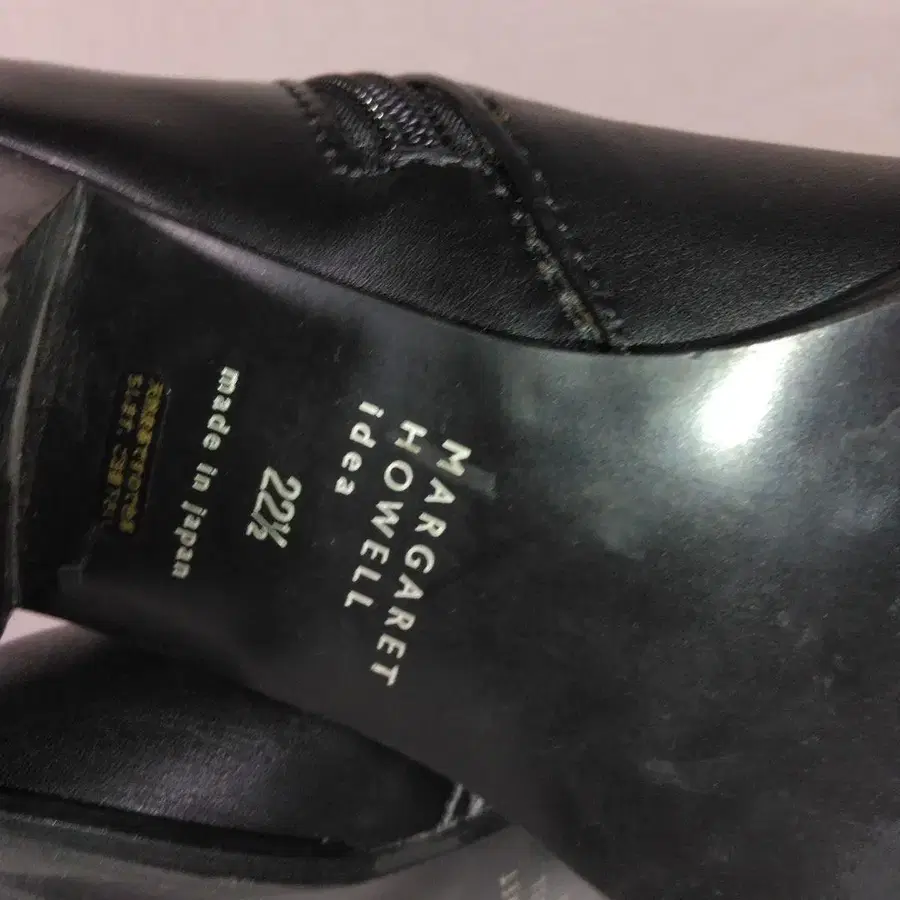 MARGARET
HOWELL
idea
22½
made in japan